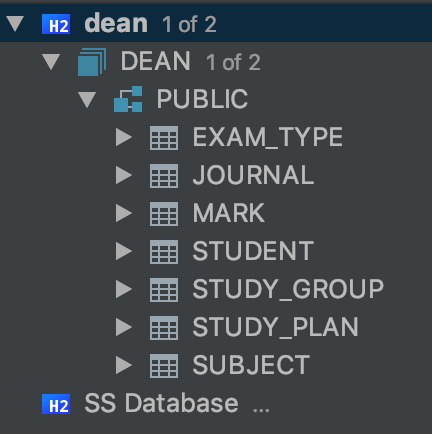 H2 dean 1 of 2
DEAN 1 of 2
PUBLIC
EXAM_TYPE
JOURNAL
MARK
STUDENT
STUDY_GROUP
STUDY_PLAN
SUBJECT
H2 SS Database ...